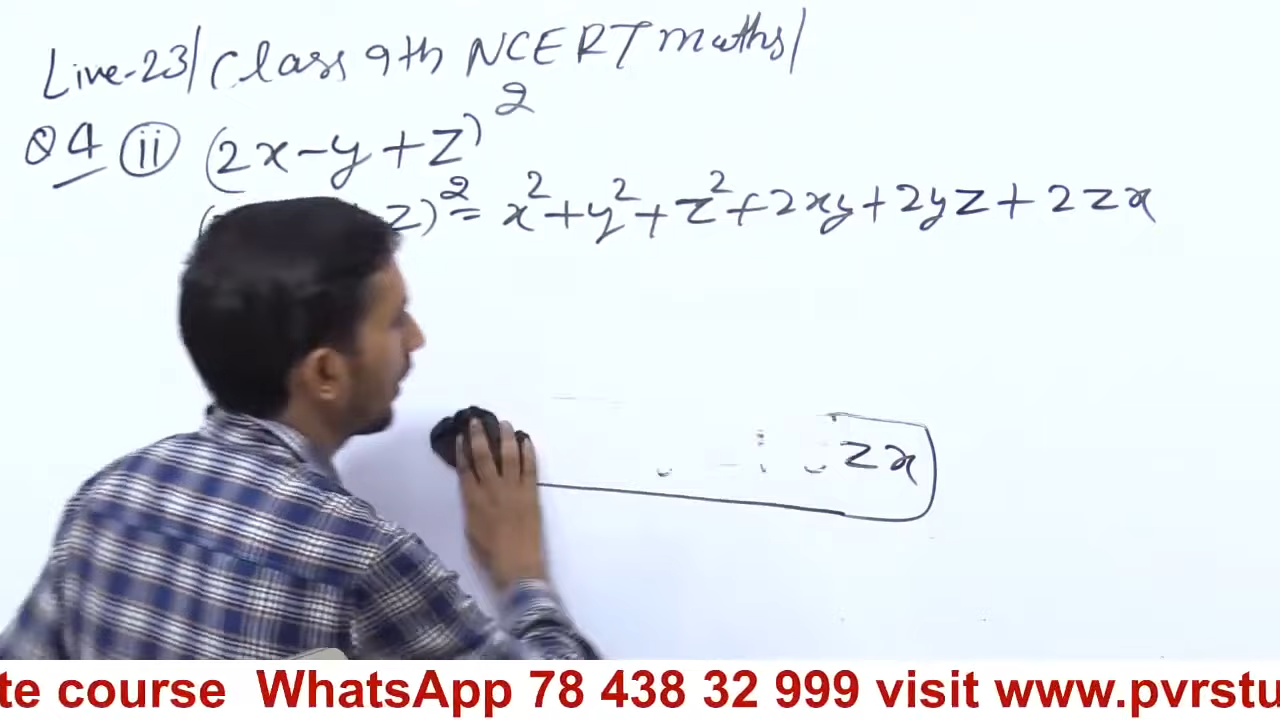 Live-23/Class 9th NCERT maths/
Q4 (ii) (2x-y+z)²
z)² = x²+y²+z²+2xy+2yz+2zx
zx
te course WhatsApp 78 438 32 999 visit www.pvrstu